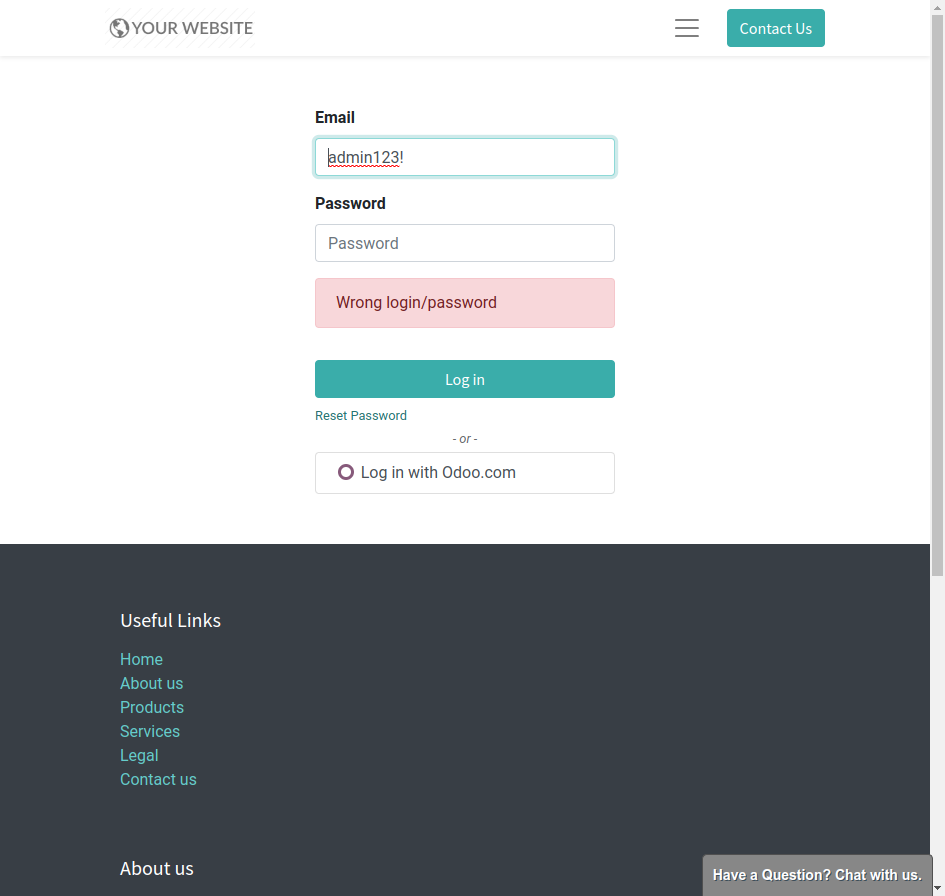 YOUR WEBSITE
Contact Us
Email
admin123!
Password
Password
Wrong login/password
Log in
Reset Password
- or -
Log in with Odoo.com
Useful Links
Home
About us
Products
Services
Legal
Contact us
About us
Have a Question? Chat with us.